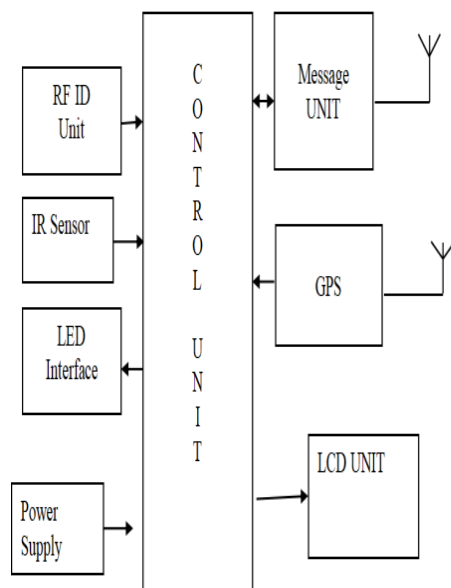 RF ID
Unit
IR Sensor
LED
Interface
Power
Supply
C
O
N
T
R
O
L
U
N
I
T
Message
UNIT
GPS
LCD UNIT